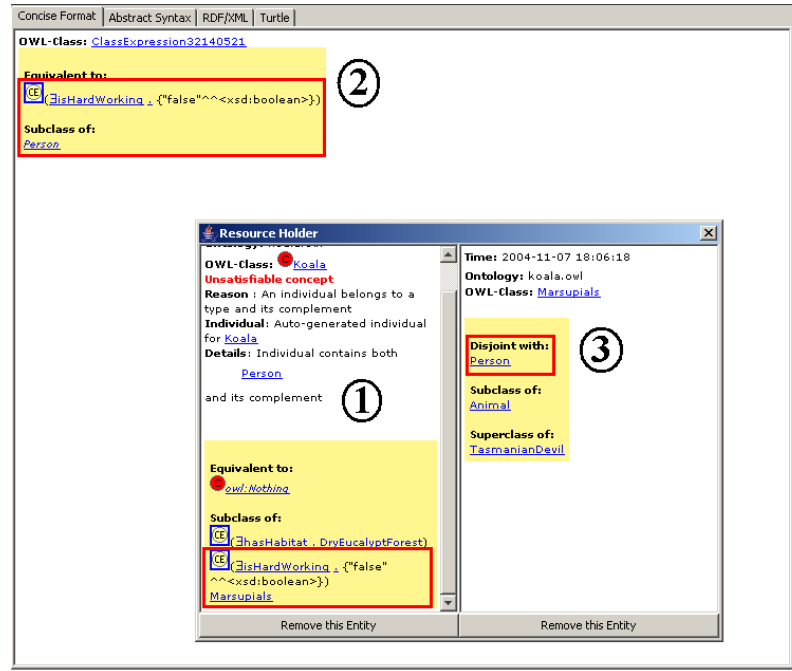 Concise Format
Abstract Syntax
RDF/XML
Turtle
OWL-Class: ClassExpression32140521
Equivalent to:
CE (∃isHardWorking . {"false"^^<xsd:boolean>})
Subclass of:
Person
2
Resource Holder
Ontology: koala.owl
OWL-Class: C Koala
Unsatisfiable concept
Reason : An individual belongs to a
type and its complement
Individual: Auto-generated individual
for Koala
Details: Individual contains both
Person
and its complement
1
Equivalent to:
C owl:Nothing
Subclass of:
CE (∃hasHabitat . DryEucalyptForest)
CE (∃isHardWorking . {"false"
^^<xsd:boolean>})
Marsupials
Remove this Entity
Time: 2004-11-07 18:06:18
Ontology: koala.owl
OWL-Class: Marsupials
Disjoint with:
Person
3
Subclass of:
Animal
Superclass of:
TasmanianDevil
Remove this Entity